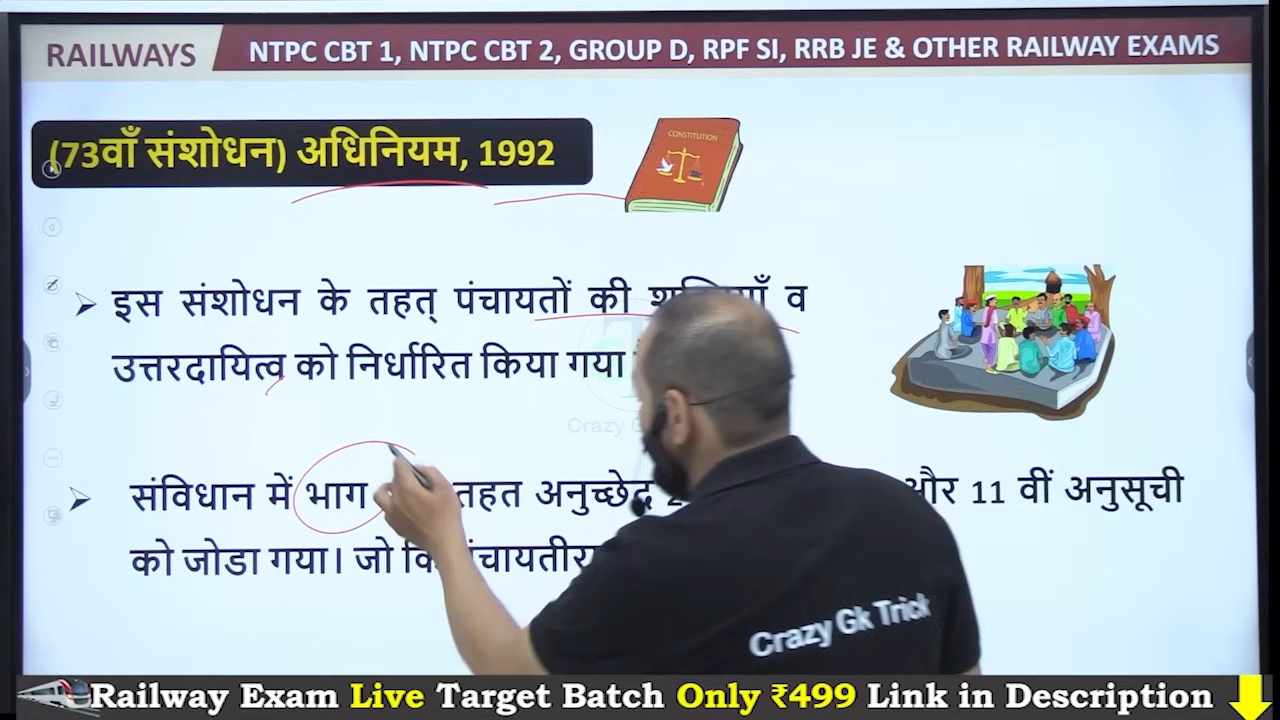 RAILWAYS
NTPC CBT 1, NTPC CBT 2, GROUP D, RPF SI, RRB JE & OTHER RAILWAY EXAMS
(73वाँ संशोधन) अधिनियम, 1992
CONSTITUTION
इस संशोधन के तहत् पंचायतों की व
उत्तरदायित्व को निर्धारित किया गया
संविधान में भाग तहत अनुच्छेद और 11 वीं अनुसूची
को जोडा गया। जो
Crazy Gk Trick
Railway Exam Live Target Batch Only ₹499 Link in Description